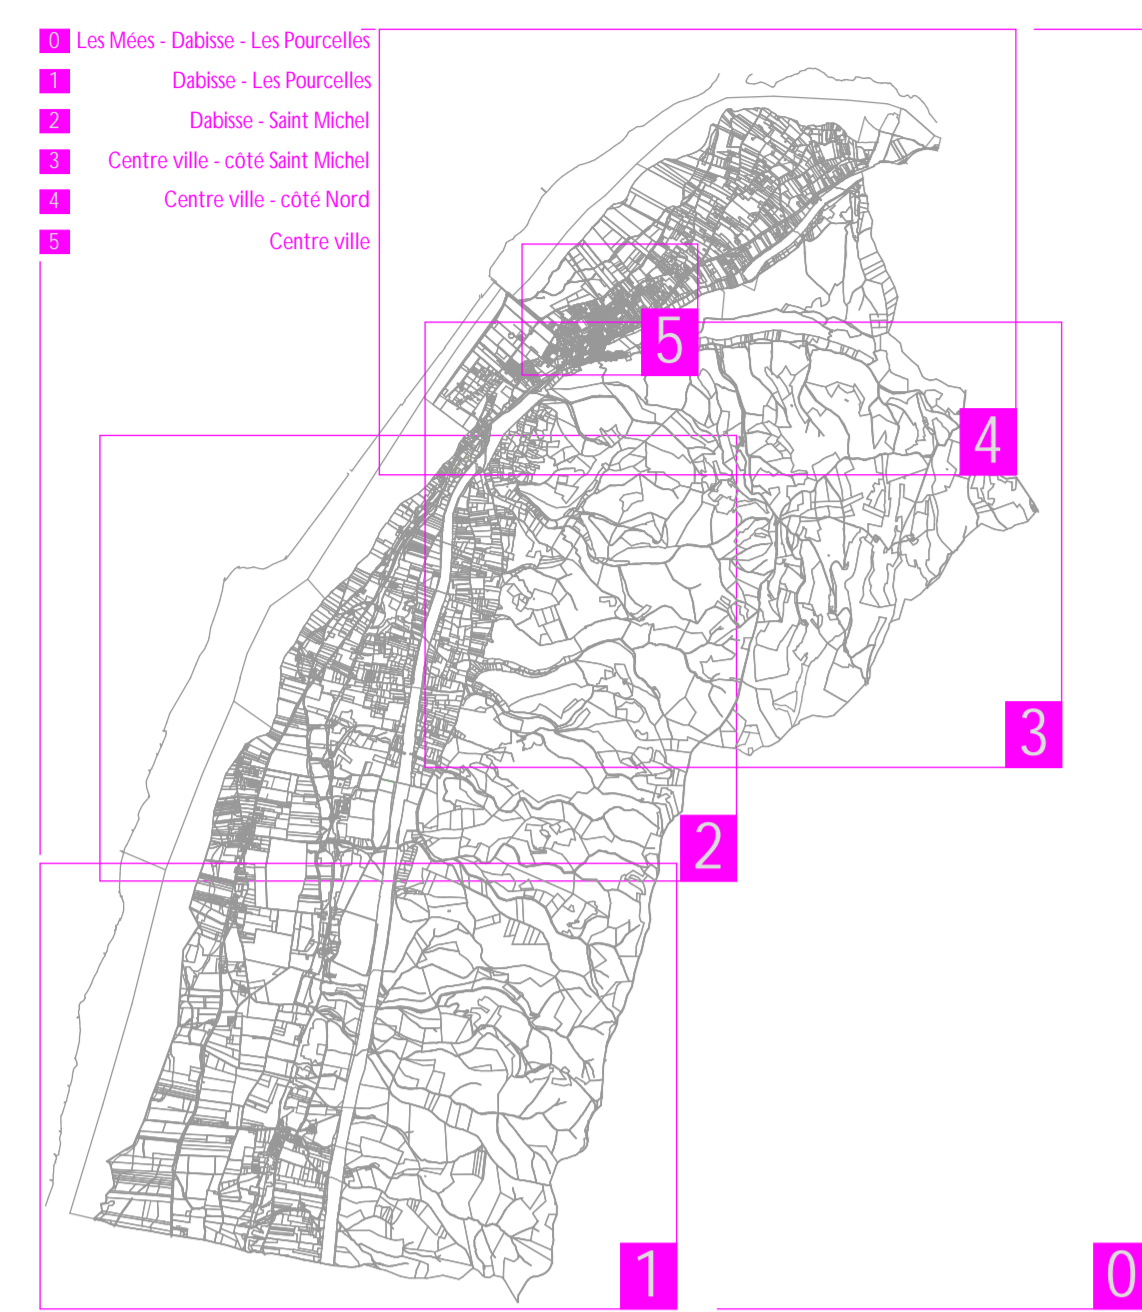 0 Les Mées - Dabisse - Les Pourcelles
1 Dabisse - Les Pourcelles
2 Dabisse - Saint Michel
3 Centre ville - côté Saint Michel
4 Centre ville - côté Nord
5 Centre ville
5
4
3
2
1
0